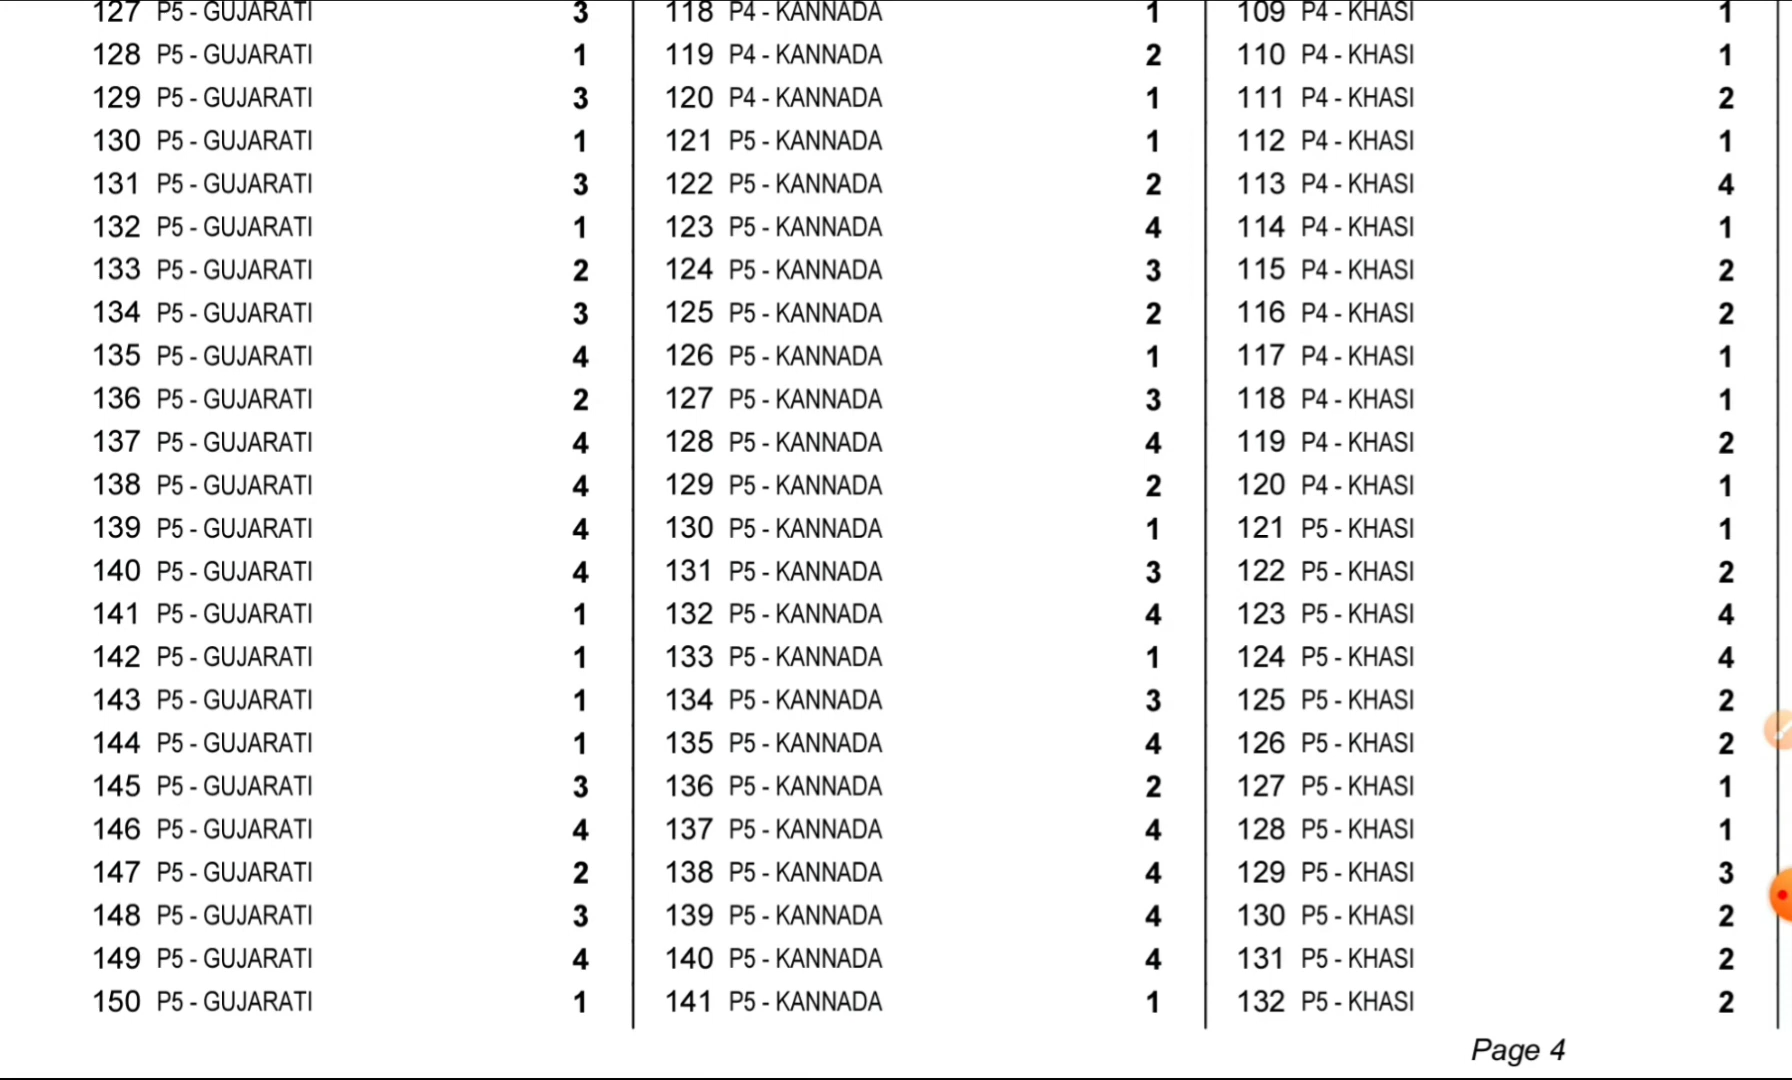 127 P5 - GUJARATI 3
128 P5 - GUJARATI 1
129 P5 - GUJARATI 3
130 P5 - GUJARATI 1
131 P5 - GUJARATI 3
132 P5 - GUJARATI 1
133 P5 - GUJARATI 2
134 P5 - GUJARATI 3
135 P5 - GUJARATI 4
136 P5 - GUJARATI 2
137 P5 - GUJARATI 4
138 P5 - GUJARATI 4
139 P5 - GUJARATI 4
140 P5 - GUJARATI 4
141 P5 - GUJARATI 1
142 P5 - GUJARATI 1
143 P5 - GUJARATI 1
144 P5 - GUJARATI 1
145 P5 - GUJARATI 3
146 P5 - GUJARATI 4
147 P5 - GUJARATI 2
148 P5 - GUJARATI 3
149 P5 - GUJARATI 4
150 P5 - GUJARATI 1
118 P4 - KANNADA 1
119 P4 - KANNADA 2
120 P4 - KANNADA 1
121 P5 - KANNADA 1
122 P5 - KANNADA 2
123 P5 - KANNADA 4
124 P5 - KANNADA 3
125 P5 - KANNADA 2
126 P5 - KANNADA 1
127 P5 - KANNADA 3
128 P5 - KANNADA 4
129 P5 - KANNADA 2
130 P5 - KANNADA 1
131 P5 - KANNADA 3
132 P5 - KANNADA 4
133 P5 - KANNADA 1
134 P5 - KANNADA 3
135 P5 - KANNADA 4
136 P5 - KANNADA 2
137 P5 - KANNADA 4
138 P5 - KANNADA 4
139 P5 - KANNADA 4
140 P5 - KANNADA 4
141 P5 - KANNADA 1
109 P4 - KHASI 1
110 P4 - KHASI 1
111 P4 - KHASI 2
112 P4 - KHASI 1
113 P4 - KHASI 4
114 P4 - KHASI 1
115 P4 - KHASI 2
116 P4 - KHASI 2
117 P4 - KHASI 1
118 P4 - KHASI 1
119 P4 - KHASI 2
120 P4 - KHASI 1
121 P5 - KHASI 1
122 P5 - KHASI 2
123 P5 - KHASI 4
124 P5 - KHASI 4
125 P5 - KHASI 2
126 P5 - KHASI 2
127 P5 - KHASI 1
128 P5 - KHASI 1
129 P5 - KHASI 3
130 P5 - KHASI 2
131 P5 - KHASI 2
132 P5 - KHASI 2
Page 4